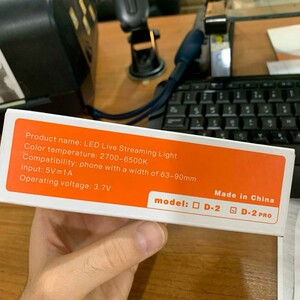 Product name: LED Live Streaming Light
Color temperature: 2700-6500K
Compatibility: phone with a width of 63-90mm
Input: 5V⎓1A
Operating voltage: 3.7V
Made in China
model: ☐ D-2 ☑ D-2 PRO